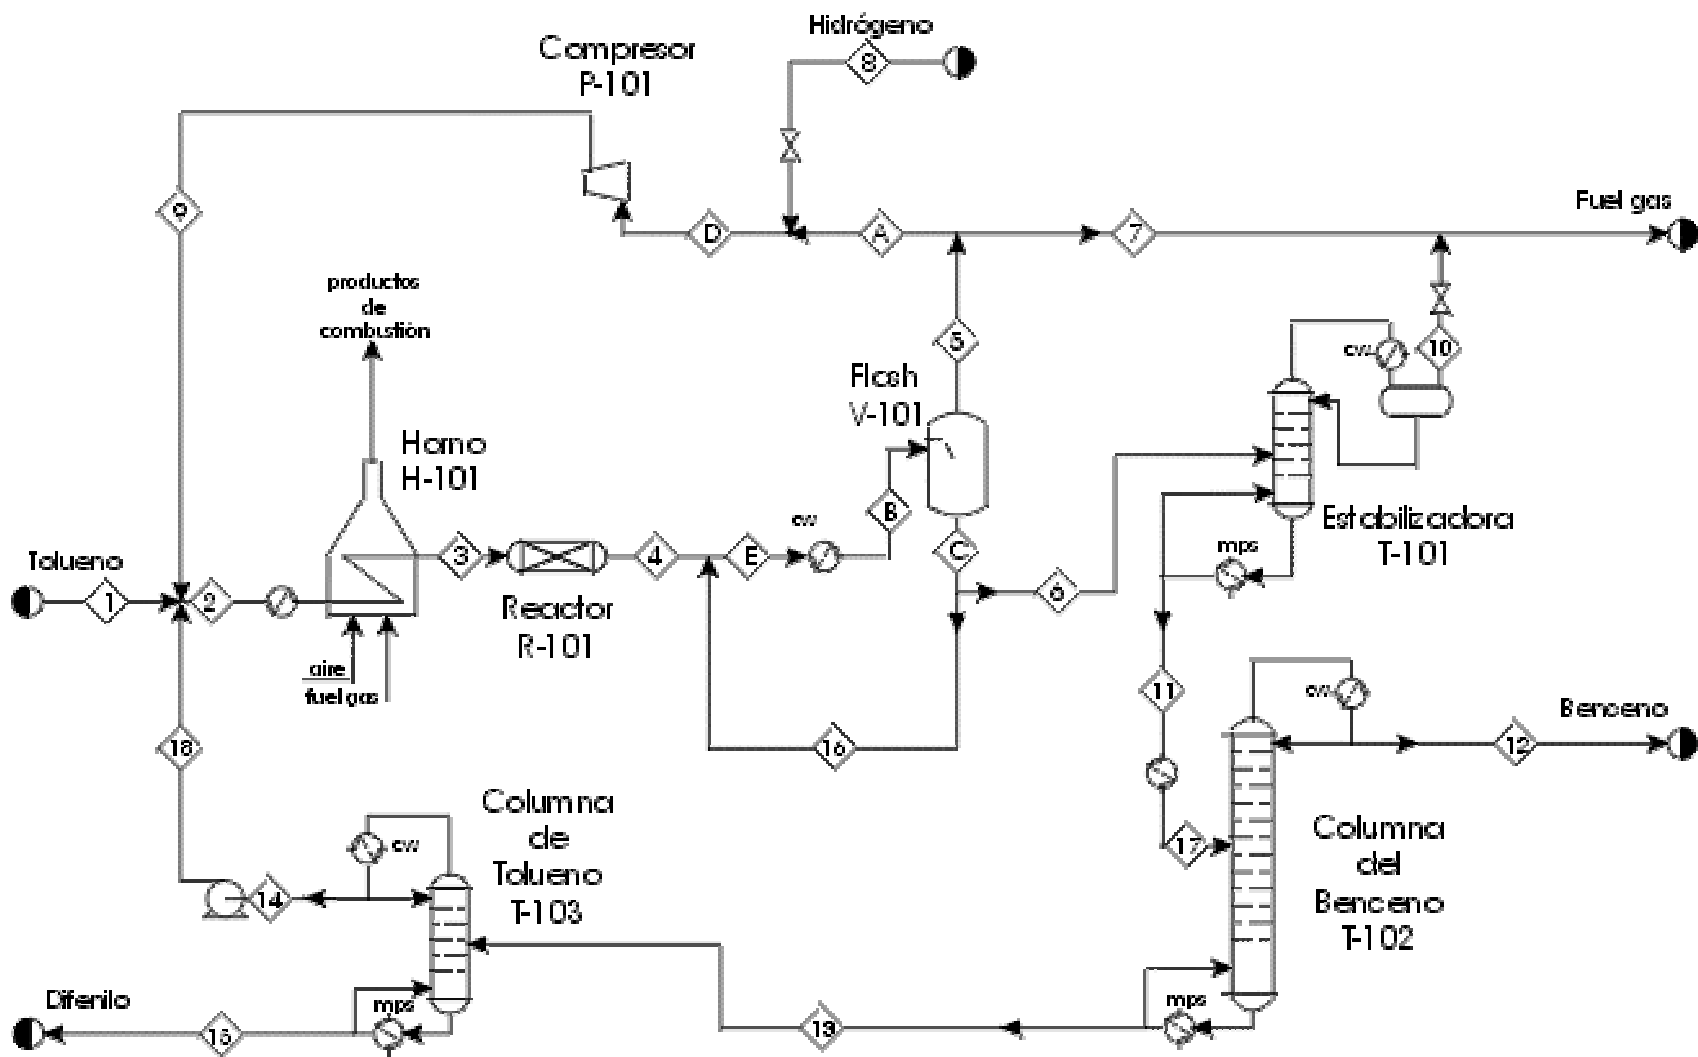 Hidrógeno
8
Compresor
P-101
9
D
A
7
Fuel gas
productos
de
combustión
5
cw
10
Flash
V-101
Horno
H-101
B
cw
C
Estabilizadora
T-101
mps
Tolueno
1
2
3
4
E
6
Reactor
R-101
aire
fuel gas
11
cw
Benceno
12
18
16
Columna
de
Tolueno
T-103
cw
14
17
Columna
del
Benceno
T-102
Difenilo
15
mps
mps